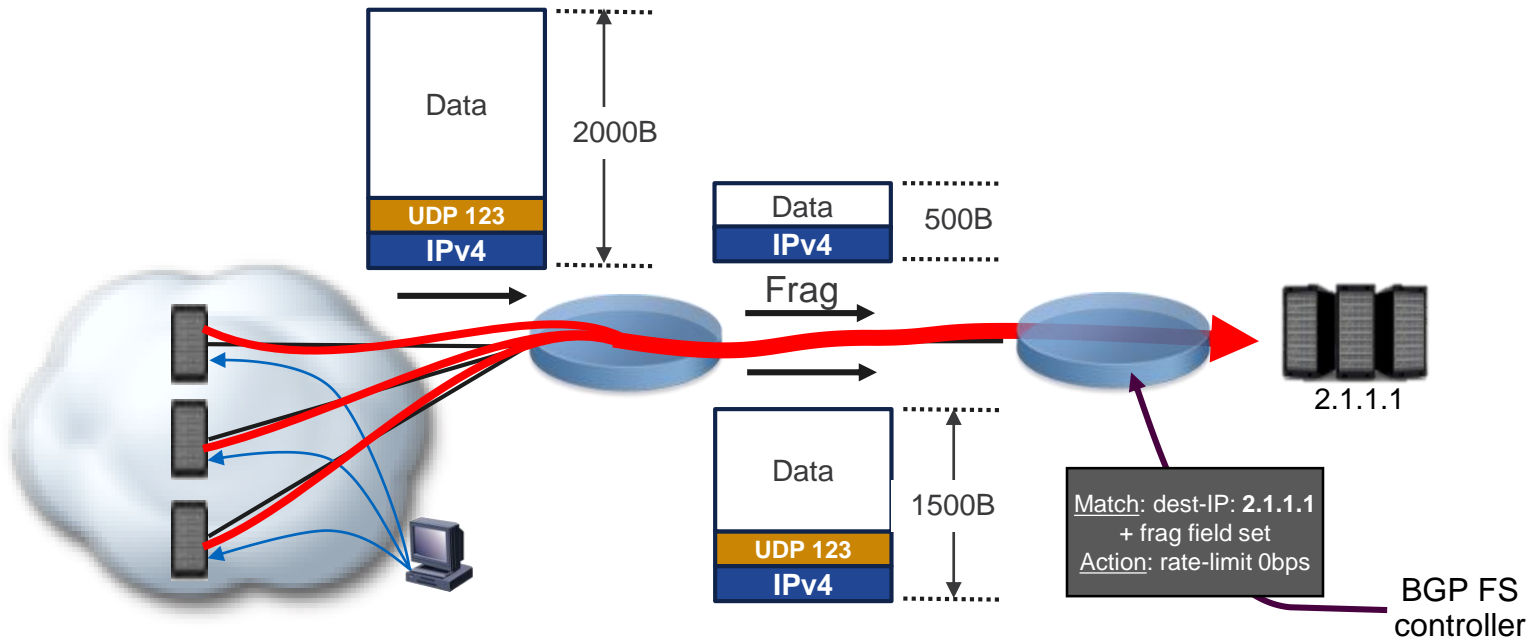 Data
2000B
UDP 123
IPv4
Data
500B
IPv4
Frag
2.1.1.1
Data
1500B
UDP 123
IPv4
Match: dest-IP: 2.1.1.1
+ frag field set
Action: rate-limit 0bps
BGP FS
controller